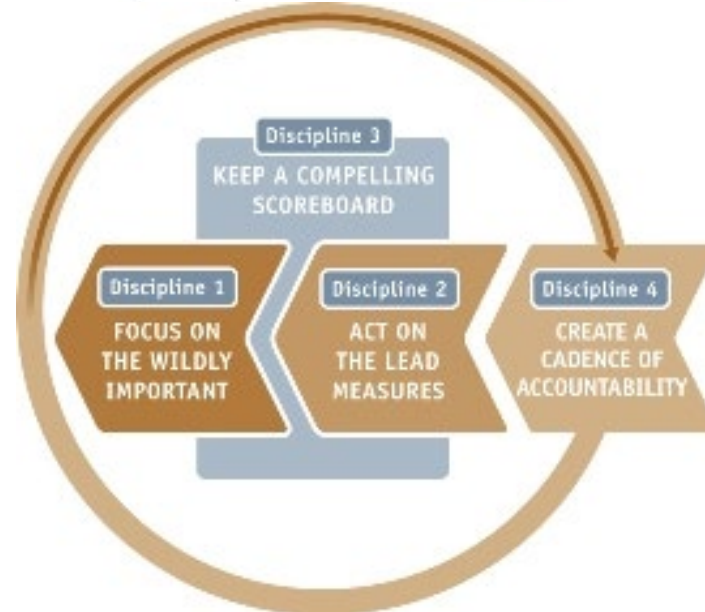 Discipline 3
KEEP A COMPELLING
SCOREBOARD
Discipline 1
FOCUS ON
THE WILDLY
IMPORTANT
Discipline 2
ACT ON
THE LEAD
MEASURES
Discipline 4
CREATE A
CADENCE OF
ACCOUNTABILITY